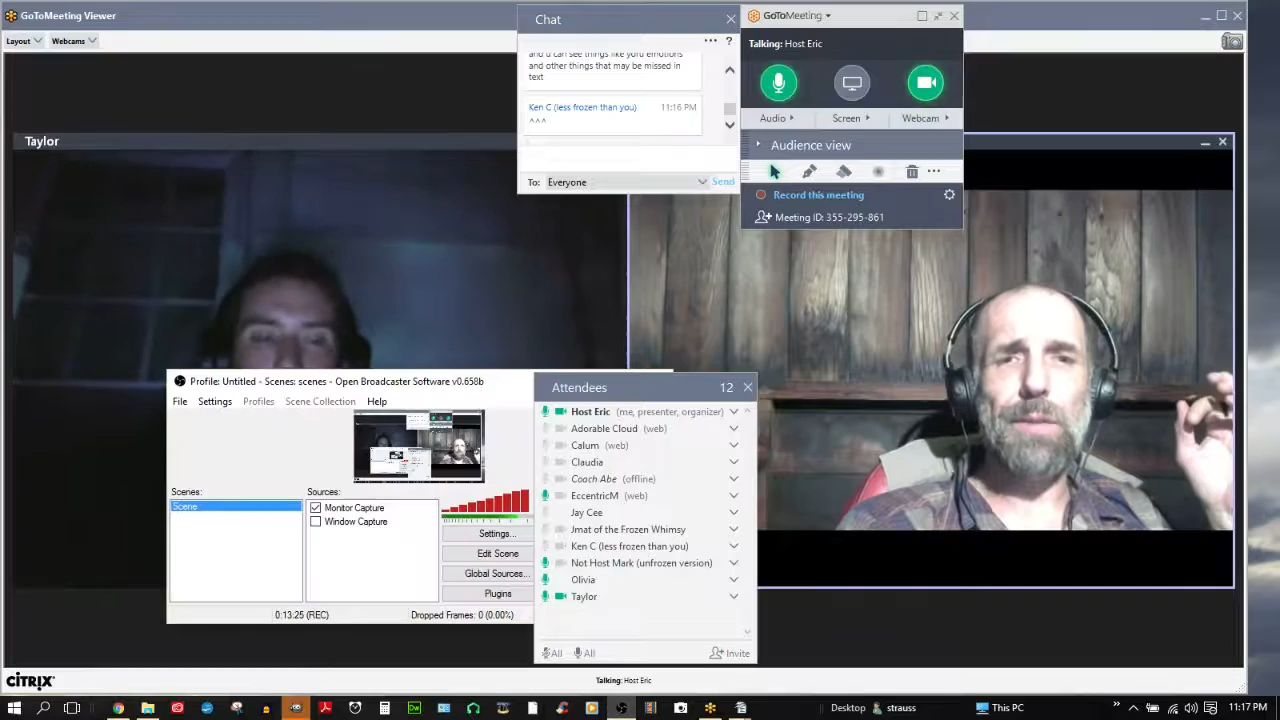 GoToMeeting Viewer
Layout
Webcams
Chat
?
and u can see things like yoru emotions
and other things that may be missed in
text
Ken C (less frozen than you)
11:16 PM
^^^
To:
Everyone
Send
GoToMeeting
Talking: Host Eric
Audio
Screen
Webcam
Audience view
Record this meeting
Meeting ID: 355-295-861
Taylor
Profile: Untitled - Scenes: scenes - Open Broadcaster Software v0.658b
File
Settings
Profiles
Scene Collection
Help
Scenes:
Scene
Sources:
Monitor Capture
Window Capture
Settings...
Edit Scene
Global Sources...
Plugins
0:13:25 (REC)
Dropped Frames: 0 (0.00%)
Attendees
12
Host Eric (me, presenter, organizer)
Adorable Cloud (web)
Calum (web)
Claudia
Coach Abe (offline)
EccentricM (web)
Jay Cee
Jmat of the Frozen Whimsy
Ken C (less frozen than you)
Not Host Mark (unfrozen version)
Olivia
Taylor
All
All
Invite
CİTRIX
Talking: Host Eric
Dw
Desktop
strauss
This PC
11:17 PM